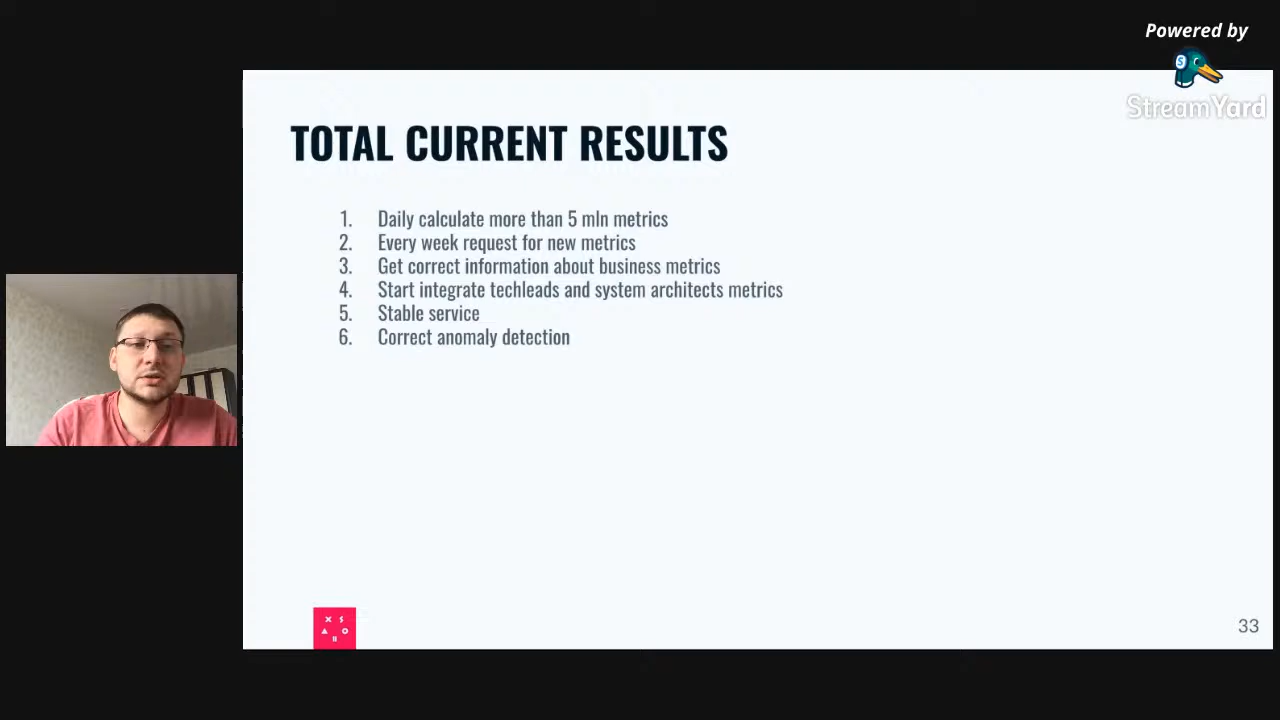 Powered by
StreamYard
TOTAL CURRENT RESULTS
1. Daily calculate more than 5 mln metrics
2. Every week request for new metrics
3. Get correct information about business metrics
4. Start integrate techleads and system architects metrics
5. Stable service
6. Correct anomaly detection
33